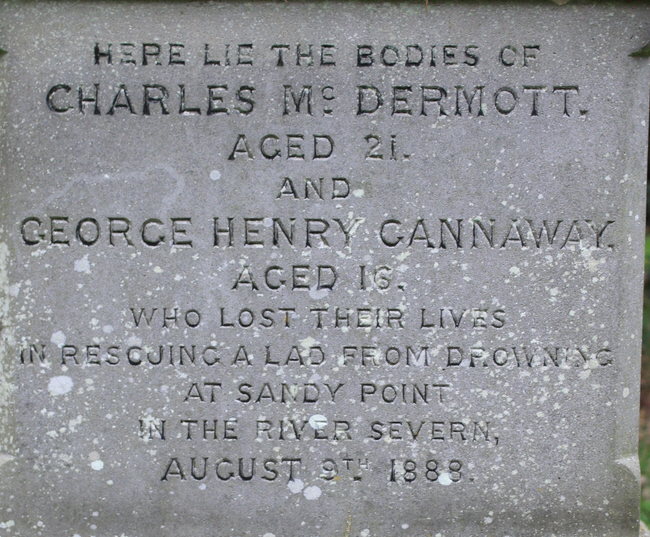 HERE LIE THE BODIES OF
CHARLES Mc DERMOTT.
AGED 21.
AND
GEORGE HENRY CANNAWAY.
AGED 16.
WHO LOST THEIR LIVES
IN RESCUING A LAD FROM DROWNING
AT SANDY POINT
IN THE RIVER SEVERN,
AUGUST 9TH 1888.